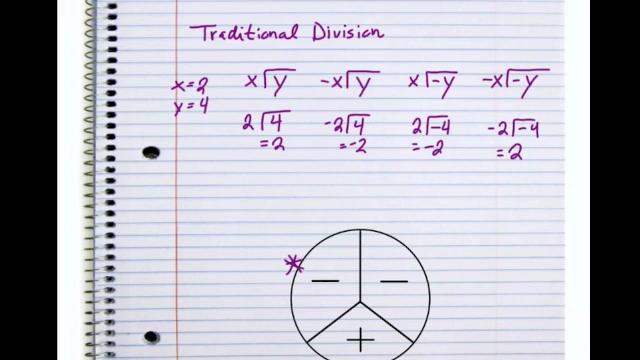 Traditional Division
x=2 x⟌y -x⟌y x⟌-y -x⟌-y
y=4
2⟌4 -2⟌4 2⟌-4 -2⟌-4
=2 =-2 =-2 =2
*
− −
+